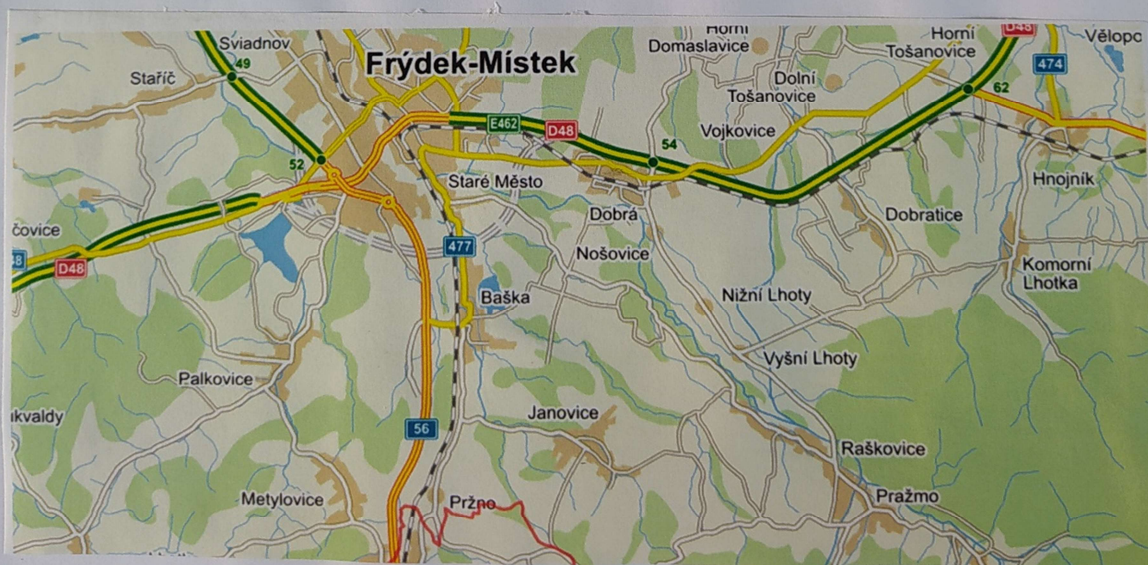 Horní
Domaslavice
D48
Horní
Tošanovice
474
Sviadnov
49
Stařič
Frýdek-Místek
Dolní
Tošanovice
62
E462
D48
Vojkovice
54
52
Staré Město
Hnojník
Dobrá
Dobratice
čovice
D48
477
Nošovice
Komorní
Lhotka
Baška
Nižní Lhoty
Vyšní Lhoty
Palkovice
Janovice
56
kvaldy
Raškovice
Metylovice
Pržno
Pražmo